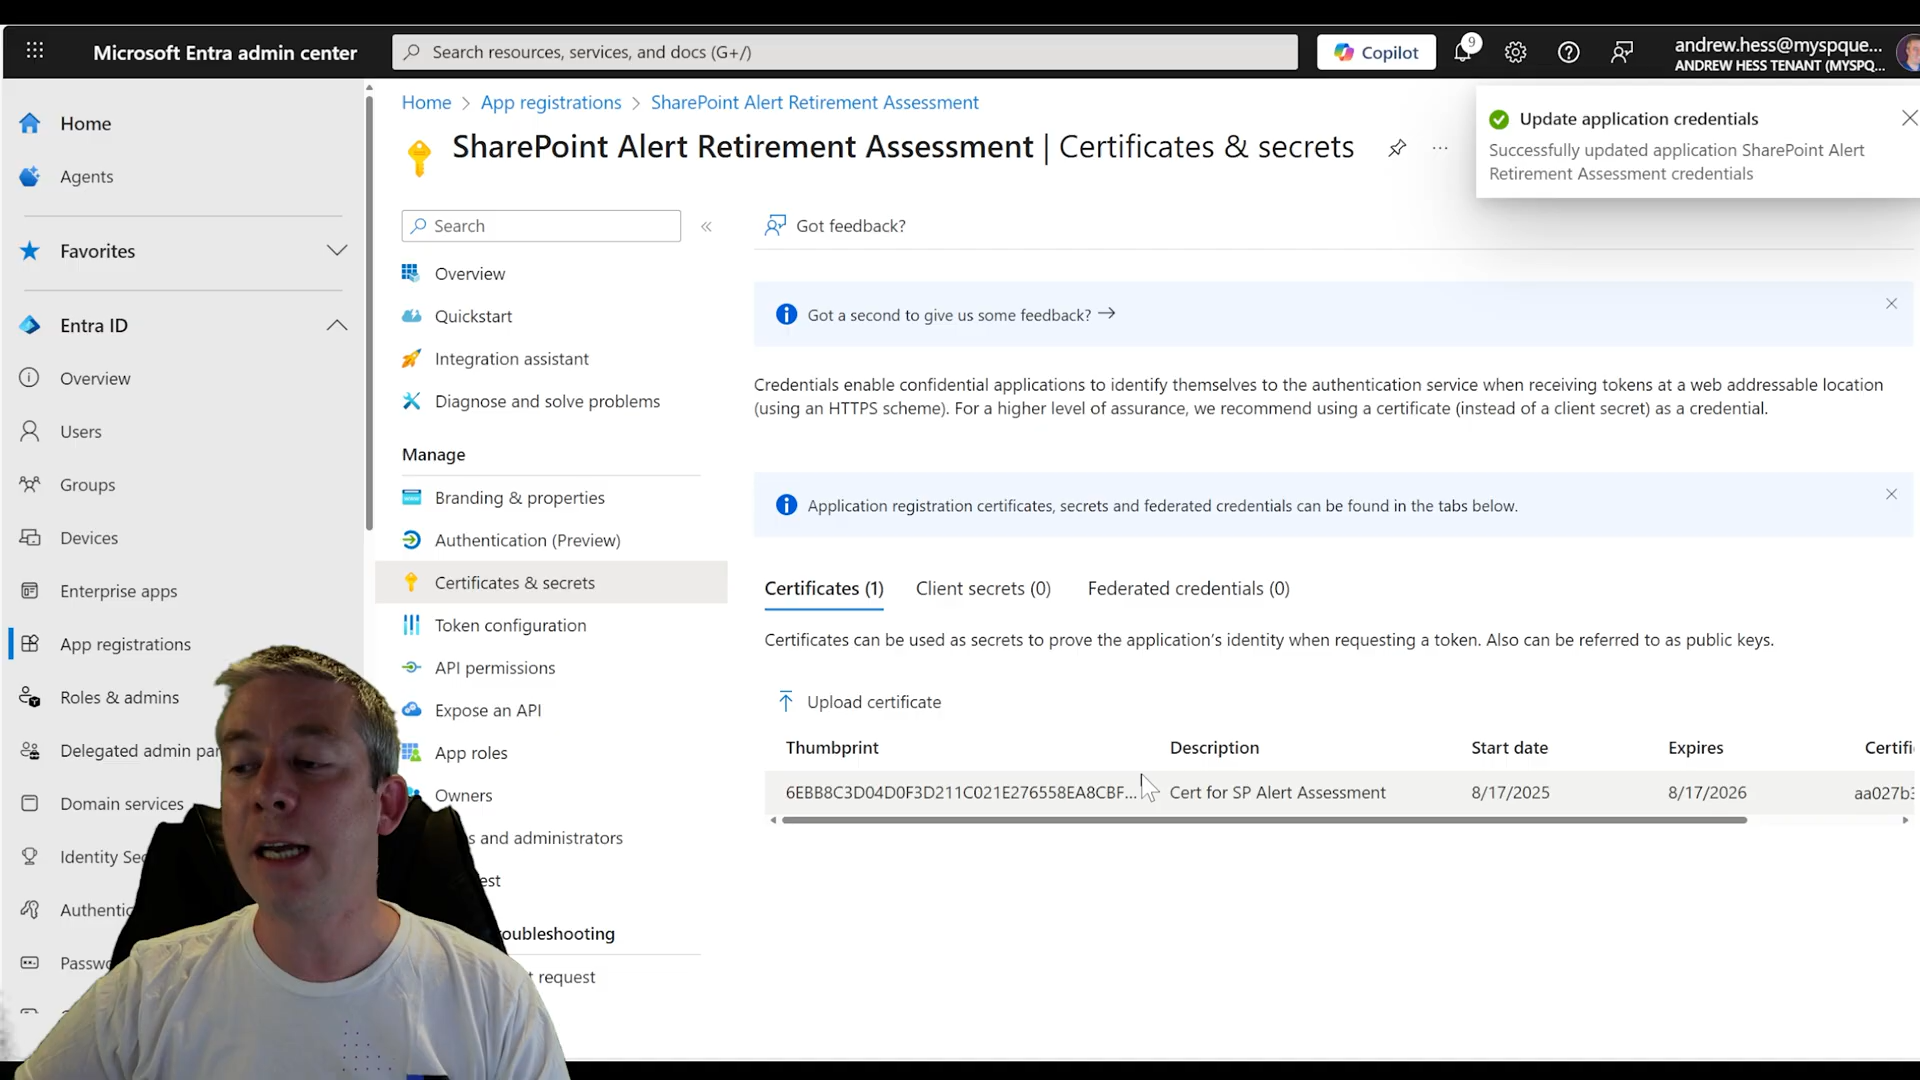 Microsoft Entra admin center
Search resources, services, and docs (G+/)
Copilot
9
andrew.hess@myspque...
ANDREW HESS TENANT (MYSPQ...
Home
Agents
Favorites
Entra ID
Overview
Users
Groups
Devices
Enterprise apps
App registrations
Roles & admins
Delegated admin par
Domain services
Identity Sec
Authentic
Passwo
Home > App registrations > SharePoint Alert Retirement Assessment
SharePoint Alert Retirement Assessment | Certificates & secrets
...
Update application credentials
Successfully updated application SharePoint Alert
Retirement Assessment credentials
Search
Overview
Quickstart
Integration assistant
Diagnose and solve problems
Manage
Branding & properties
Authentication (Preview)
Certificates & secrets
Token configuration
API permissions
Expose an API
App roles
Owners
s and administrators
est
oubleshooting
t request
Got feedback?
Got a second to give us some feedback?
Credentials enable confidential applications to identify themselves to the authentication service when receiving tokens at a web addressable location
(using an HTTPS scheme). For a higher level of assurance, we recommend using a certificate (instead of a client secret) as a credential.
Application registration certificates, secrets and federated credentials can be found in the tabs below.
Certificates (1) Client secrets (0) Federated credentials (0)
Certificates can be used as secrets to prove the application's identity when requesting a token. Also can be referred to as public keys.
Upload certificate
Thumbprint Description Start date Expires Certifi
6EBB8C3D04D0F3D211C021E276558EA8CBF... Cert for SP Alert Assessment 8/17/2025 8/17/2026 aa027b3